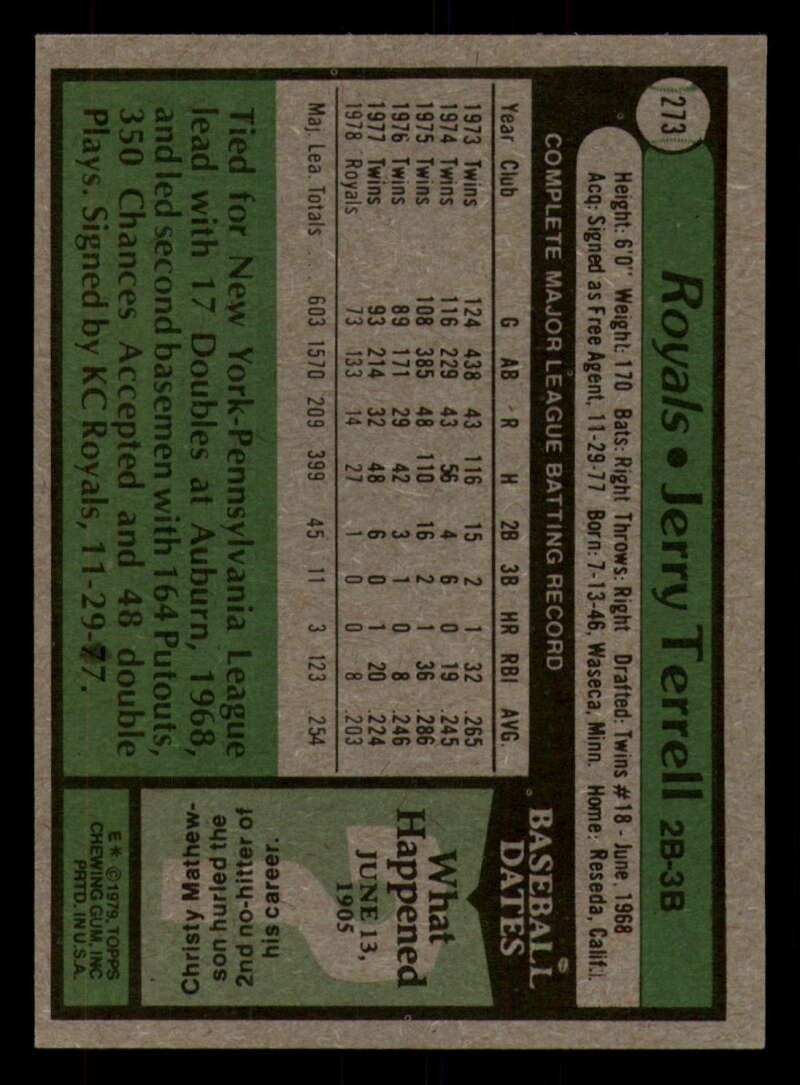 273
Royals • Jerry Terrell 2B-3B
Height: 6'0" Weight: 170 Bats: Right Throws: Right Drafted: Twins #18 - June, 1968
Acq: Signed as Free Agent, 11-29-77 Born: 7-13-46, Waseca, Minn. Home: Reseda, Calif.
COMPLETE MAJOR LEAGUE BATTING RECORD
Year Club G AB R H 2B 3B HR RBI AVG.
1973 Twins 124 438 43 116 15 2 1 32 .265
1974 Twins 116 229 43 56 4 6 0 19 .245
1975 Twins 108 385 48 110 16 2 1 36 .286
1976 Twins 89 171 29 42 3 1 0 8 .246
1977 Twins 93 214 32 48 6 0 1 20 .224
1978 Royals 73 133 14 27 1 0 0 8 .203
Maj. Lea. Totals . . . 603 1570 209 399 45 11 3 123 .254
Tied for New York-Pennsylvania League
lead with 17 Doubles at Auburn, 1968,
and led second basemen with 164 Putouts,
350 Chances Accepted and 48 double
Plays. Signed by KC Royals, 11-29-77.
BASEBALL®
DATES
What
Happened
JUNE 13,
1905
Christy Mathew-
son hurled the
2nd no-hitter of
his career.
E* © 1979, TOPPS
CHEWING GUM, INC
PRTD. IN U.S.A.